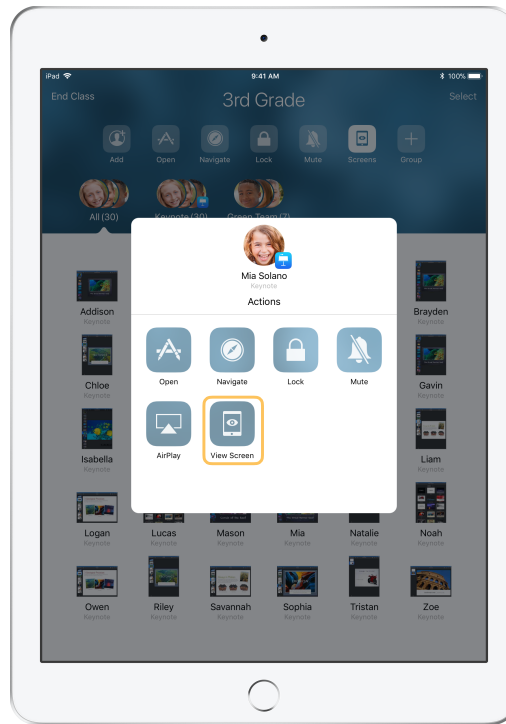 iPad 9:41 AM 100%
End Class 3rd Grade Select
Add Open Navigate Lock Mute Screens Group
All (30) Keynote (30) Green Team (7)
Mia Solano
Keynote
Actions
Addison Brayden
Keynote Keynote
Open Navigate Lock Mute
Chloe Gavin
Keynote Keynote
AirPlay View Screen
Isabella Liam
Keynote Keynote
Logan Lucas Mason Mia Natalie Noah
Keynote Keynote Keynote Keynote Keynote Keynote
Owen Riley Savannah Sophia Tristan Zoe
Keynote Keynote Keynote Keynote Keynote Keynote